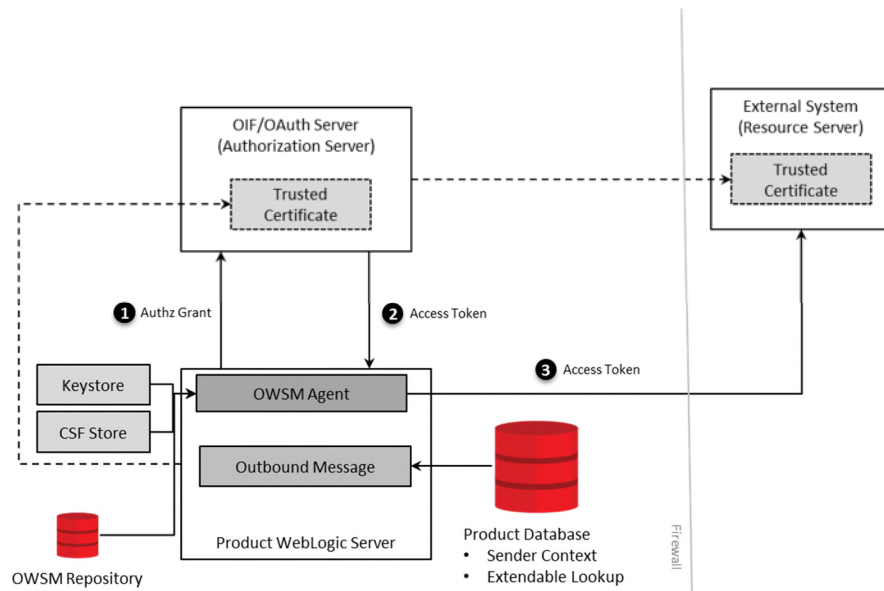 OIF/OAuth Server
(Authorization Server)
Trusted
Certificate
External System
(Resource Server)
Trusted
Certificate
1 Authz Grant
2 Access Token
3 Access Token
Keystore
CSF Store
OWSM Agent
Outbound Message
Product WebLogic Server
OWSM Repository
Product Database
• Sender Context
• Extendable Lookup
Firewall